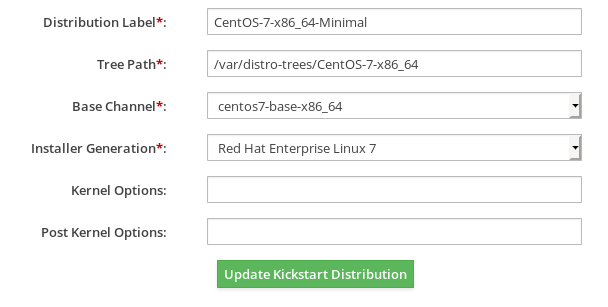 Distribution Label*: CentOS-7-x86_64-Minimal
Tree Path*: /var/distro-trees/CentOS-7-x86_64
Base Channel*: centos7-base-x86_64
Installer Generation*: Red Hat Enterprise Linux 7
Kernel Options:
Post Kernel Options:
Update Kickstart Distribution